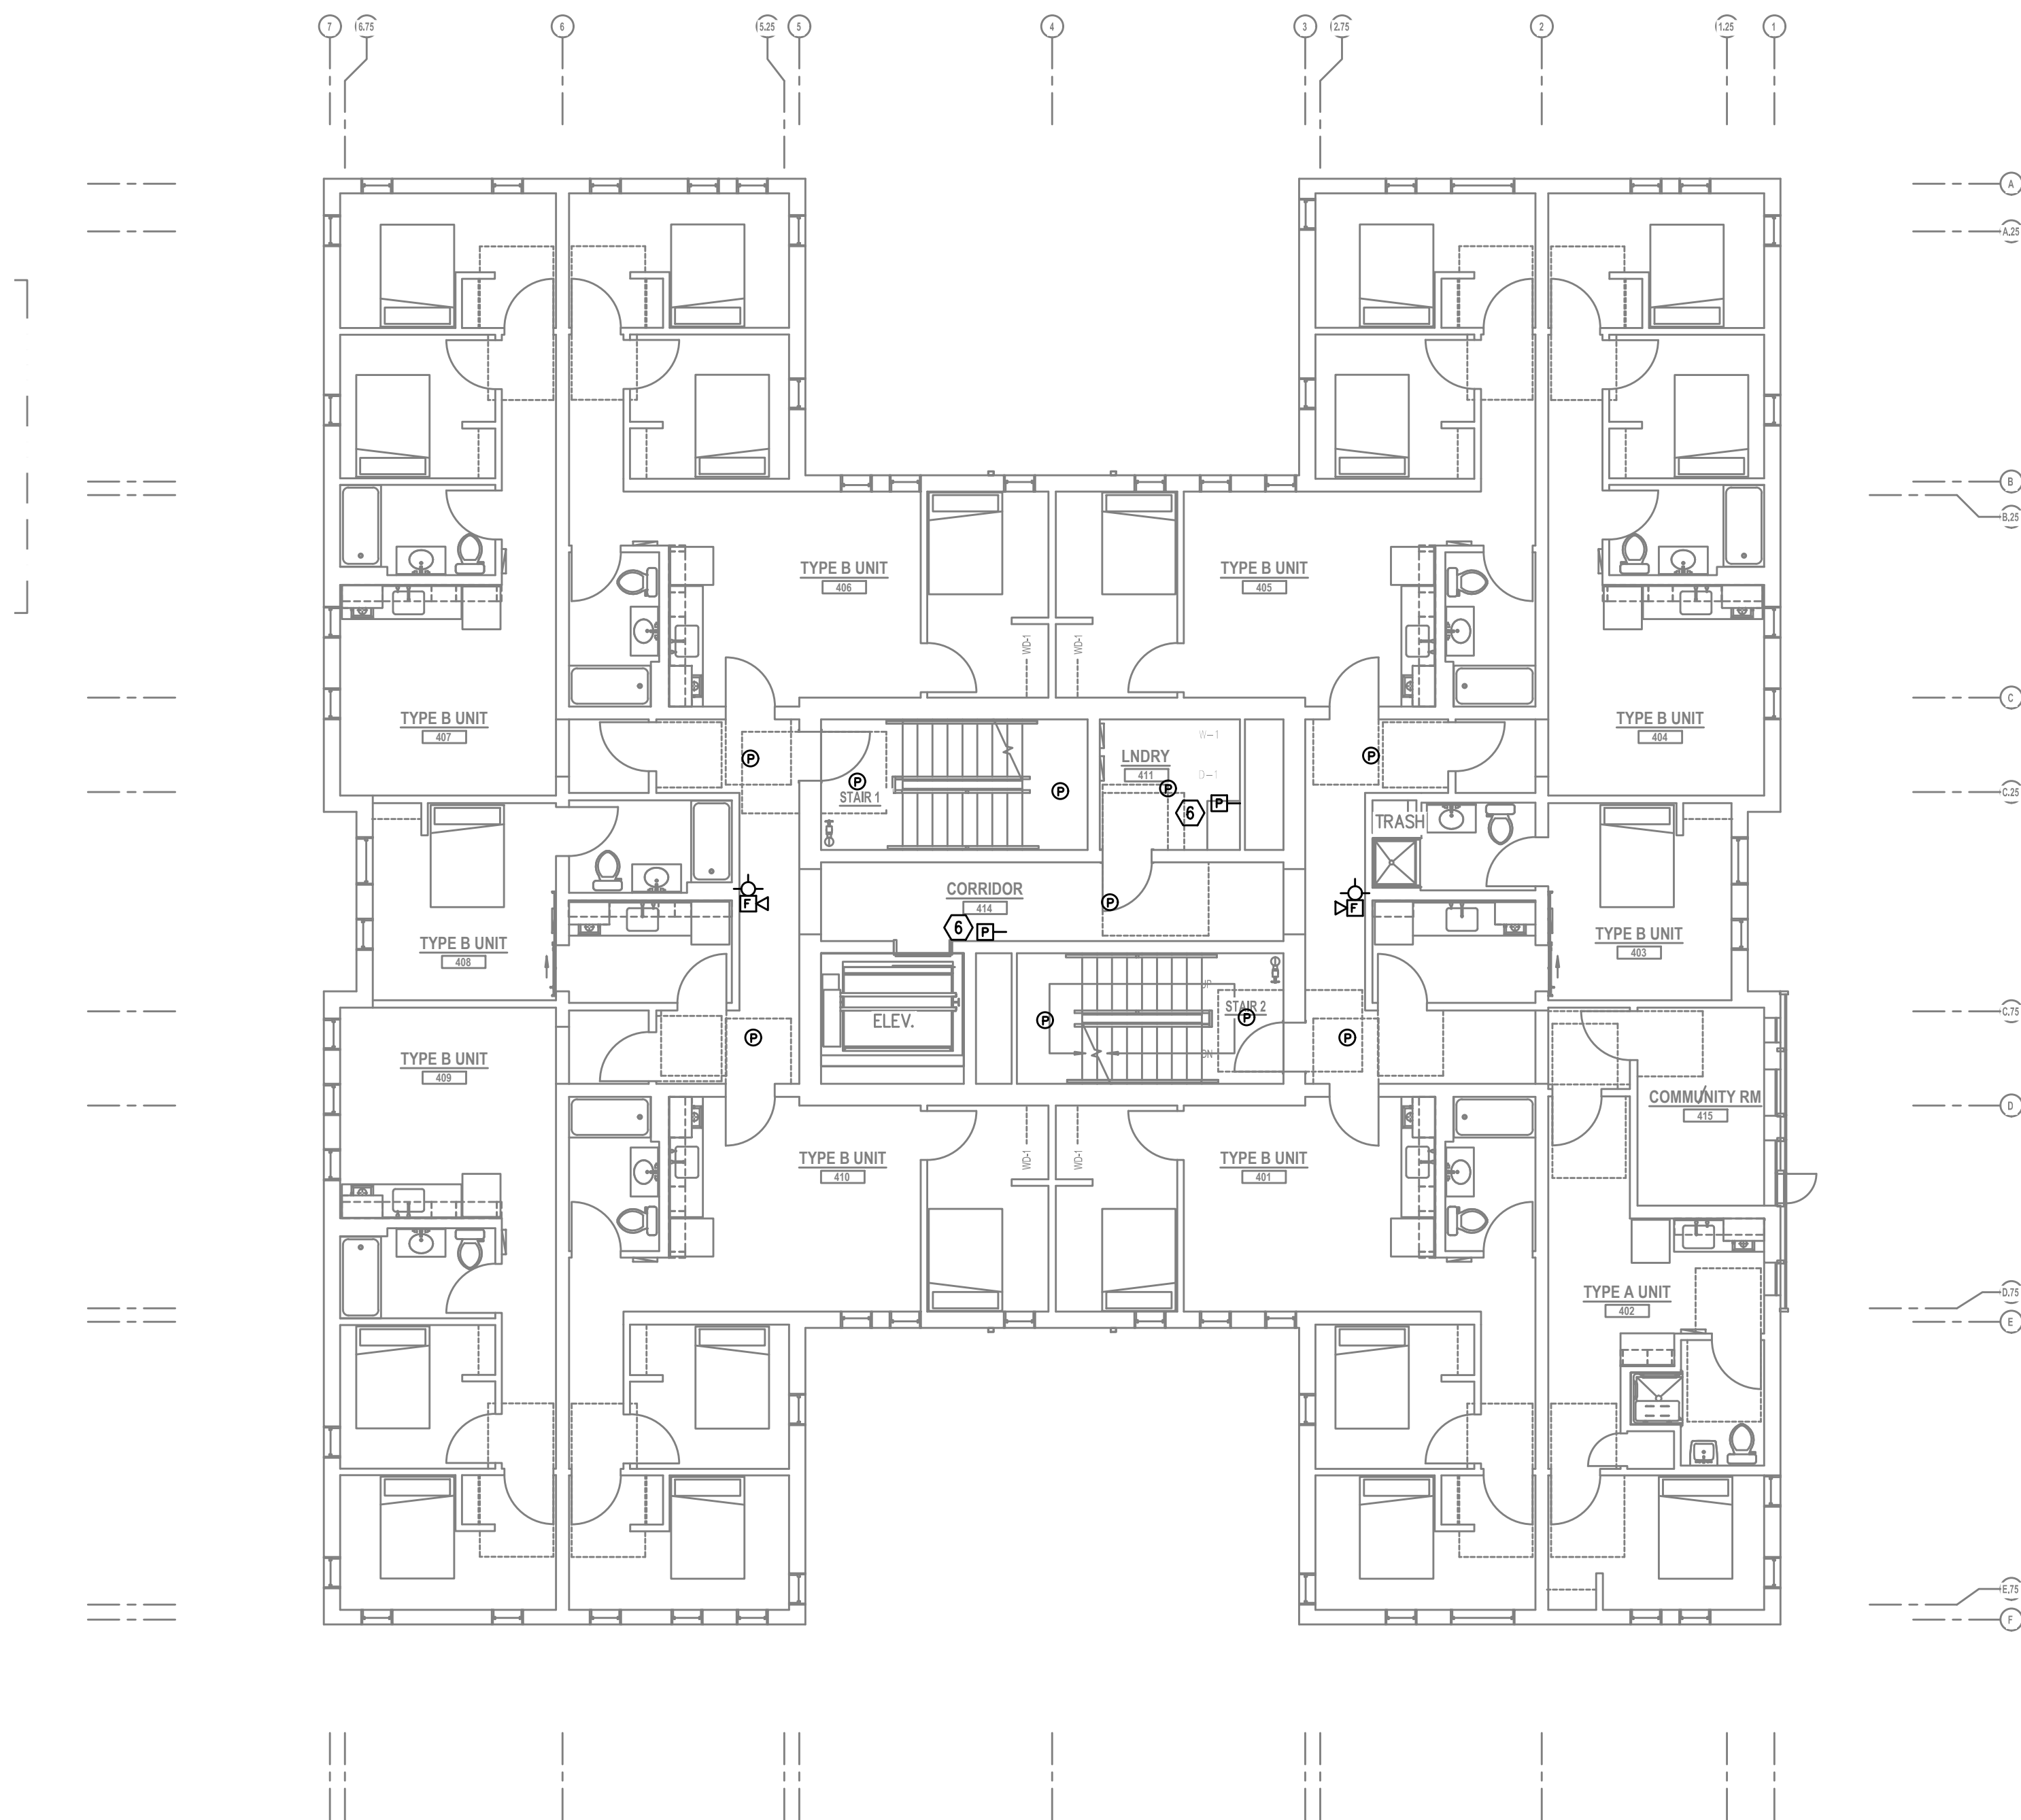 7 6.75 6 5.25 5 4 3 2.75 2 1.25 1
A
A.25
B
B.25
TYPE B UNIT
406
TYPE B UNIT
405
WD-1 WD-1
C
TYPE B UNIT
407
TYPE B UNIT
404
W-1
LNDRY
411
D-1
P
P
P
P
P
P
STAIR 1
6
C.25
TRASH
CORRIDOR
414
P
F
F
6 P
TYPE B UNIT
408
TYPE B UNIT
403
UP
STAIR 2
P
P
P
P
ELEV.
DN
C.75
TYPE B UNIT
409
COMMUNITY RM
415
D
TYPE B UNIT
410
WD-1 WD-1
TYPE B UNIT
401
TYPE A UNIT
402
D.75
E
E.75
F